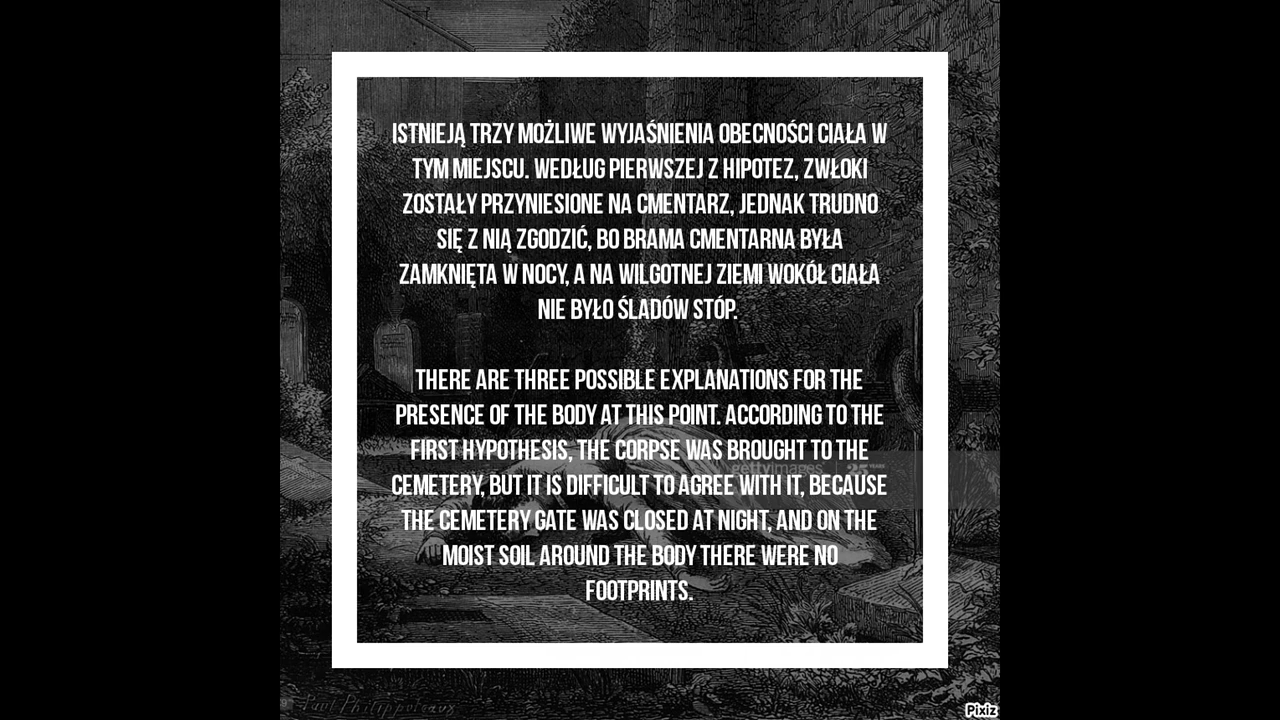 ISTNIEJĄ TRZY MOŻLIWE WYJAŚNIENIA OBECNOŚCI CIAŁA W
TYM MIEJSCU. WEDŁUG PIERWSZEJ Z HIPOTEZ, ZWŁOKI
ZOSTAŁY PRZYNIESIONE NA CMENTARZ, JEDNAK TRUDNO
SIĘ Z NIĄ ZGODZIĆ, BO BRAMA CMENTARNA BYŁA
ZAMKNIĘTA W NOCY, A NA WILGOTNEJ ZIEMI WOKÓŁ CIAŁA
NIE BYŁO ŚLADÓW STÓP.
THERE ARE THREE POSSIBLE EXPLANATIONS FOR THE
PRESENCE OF THE BODY AT THIS POINT. ACCORDING TO THE
FIRST HYPOTHESIS, THE CORPSE WAS BROUGHT TO THE
gettyimages 25 YEARS
CEMETERY, BUT IT IS DIFFICULT TO AGREE WITH IT, BECAUSE
THE CEMETERY GATE WAS CLOSED AT NIGHT, AND ON THE
MOIST SOIL AROUND THE BODY THERE WERE NO
FOOTPRINTS.
Paul Philippoteaux
Pixiz